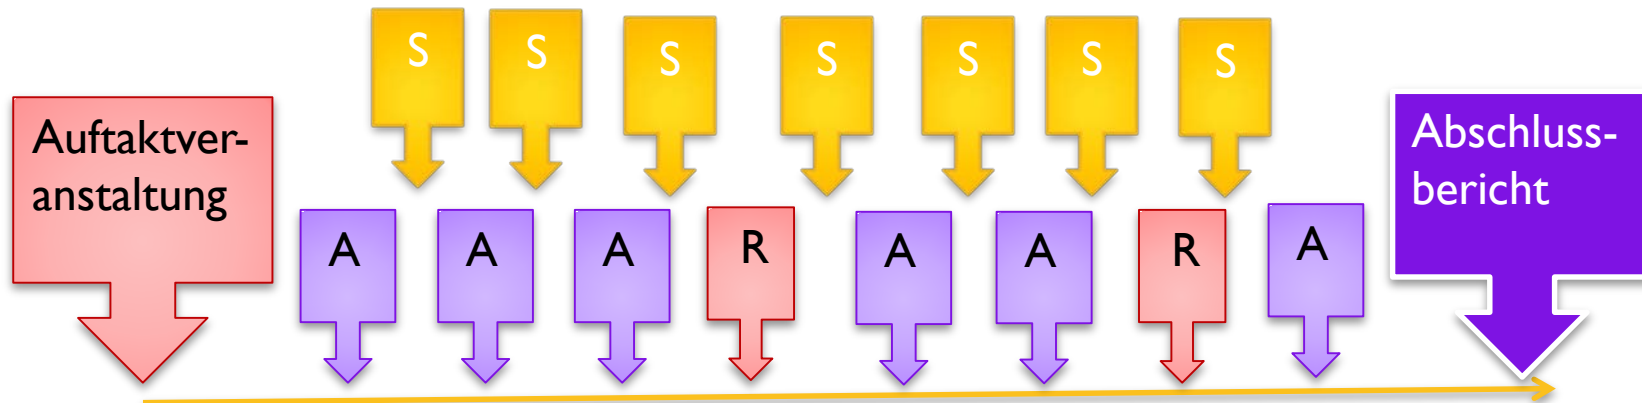 S S S S S S S
Auftaktver-
anstaltung
Abschluss-
bericht
A A A R A A R A